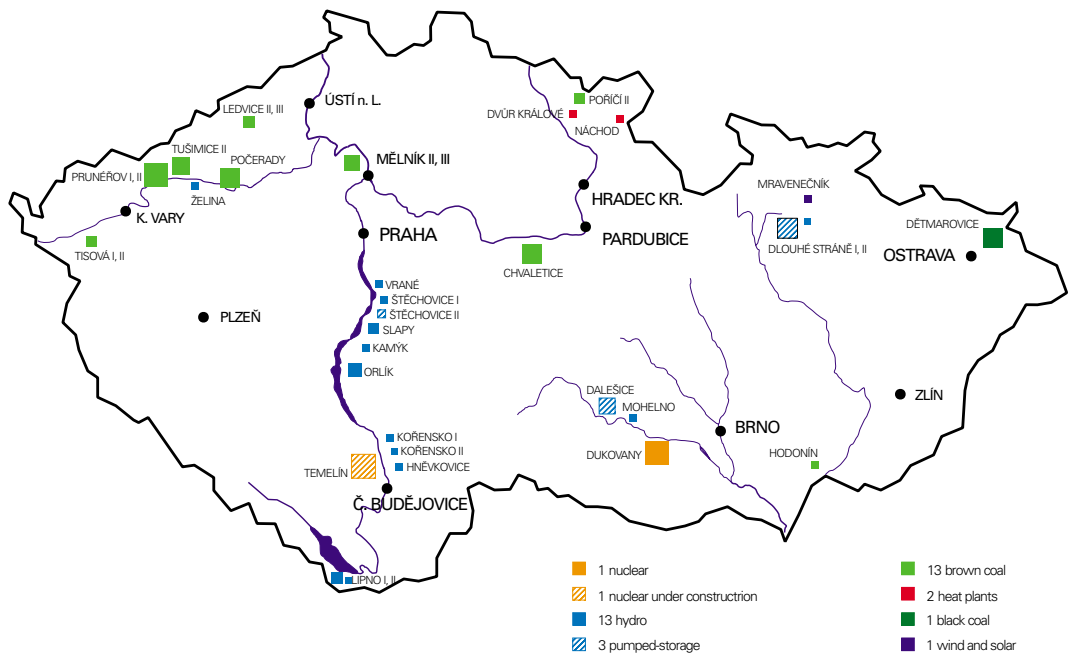 ÚSTÍ n. L.
LEDVICE II, III
TUŠIMICE II
POČERADY
PRUNÉŘOV I, II
ŽELINA
K. VARY
TISOVÁ I, II
MĚLNÍK II, III
PRAHA
PLZEŇ
POŘÍČÍ II
DVŮR KRÁLOVÉ
NÁCHOD
HRADEC KR.
PARDUBICE
CHVALETICE
MRAVENEČNÍK
DLOUHÉ STRÁNĚ I, II
DĚTMAROVICE
OSTRAVA
VRANÉ
ŠTĚCHOVICE I
ŠTĚCHOVICE II
SLAPY
KAMÝK
ORLÍK
KOŘENSKO I
KOŘENSKO II
HNĚVKOVICE
TEMELÍN
Č. BUDĚJOVICE
LIPNO I, II
DALEŠICE
MOHELNO
DUKOVANY
BRNO
ZLÍN
HODONÍN
1 nuclear
1 nuclear under constructrion
13 hydro
3 pumped-storage
13 brown coal
2 heat plants
1 black coal
1 wind and solar